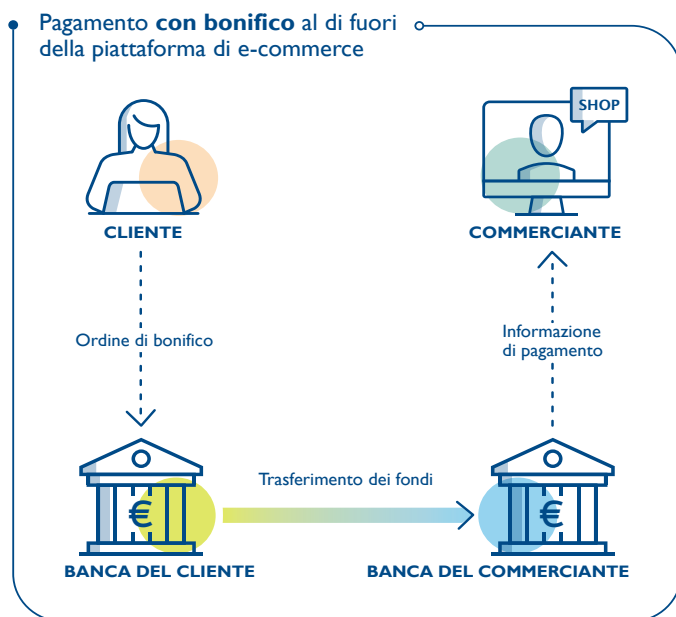 Pagamento con bonifico al di fuori
della piattaforma di e-commerce
SHOP
CLIENTE
COMMERCIANTE
Ordine di bonifico
Informazione
di pagamento
Trasferimento dei fondi
€
€
BANCA DEL CLIENTE
BANCA DEL COMMERCIANTE